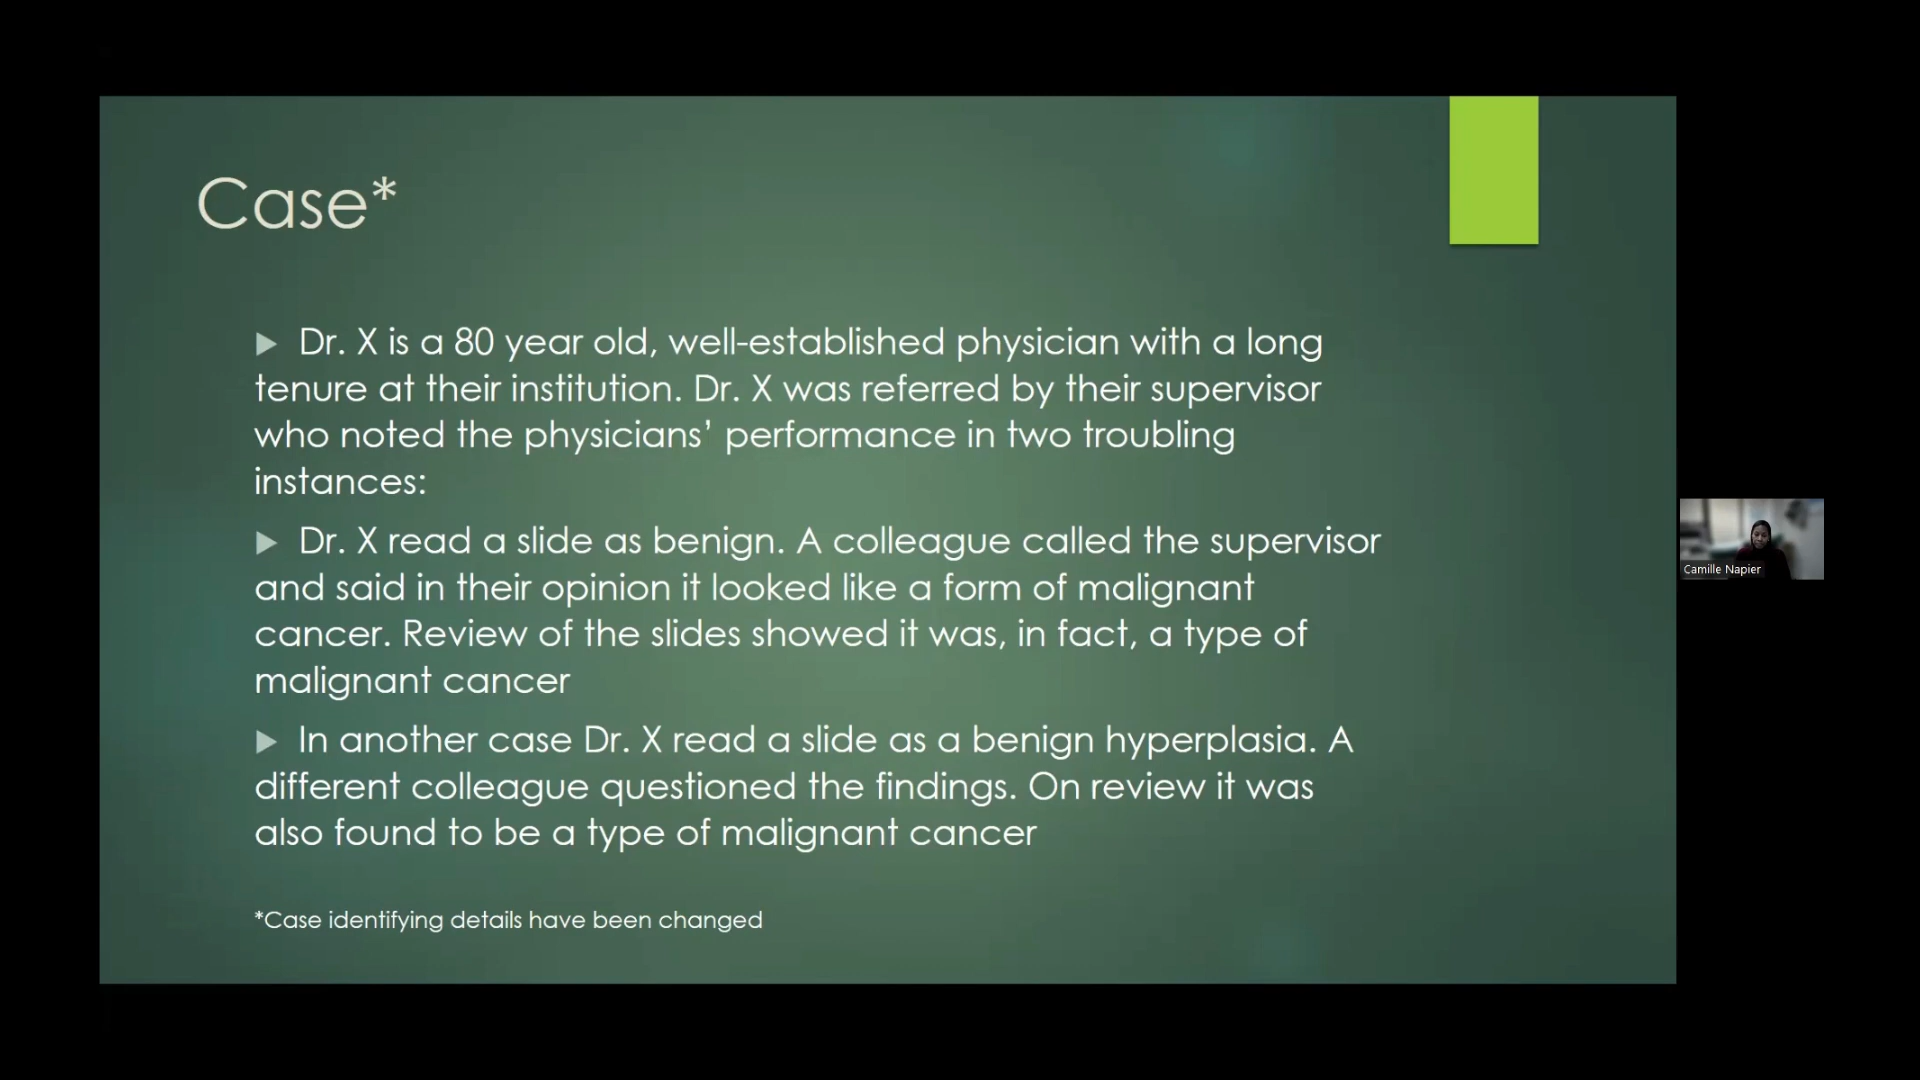 Case*
Dr. X is a 80 year old, well-established physician with a long
tenure at their institution. Dr. X was referred by their supervisor
who noted the physicians’ performance in two troubling
instances:
Dr. X read a slide as benign. A colleague called the supervisor
and said in their opinion it looked like a form of malignant
cancer. Review of the slides showed it was, in fact, a type of
malignant cancer
In another case Dr. X read a slide as a benign hyperplasia. A
different colleague questioned the findings. On review it was
also found to be a type of malignant cancer
*Case identifying details have been changed
Camille Napier